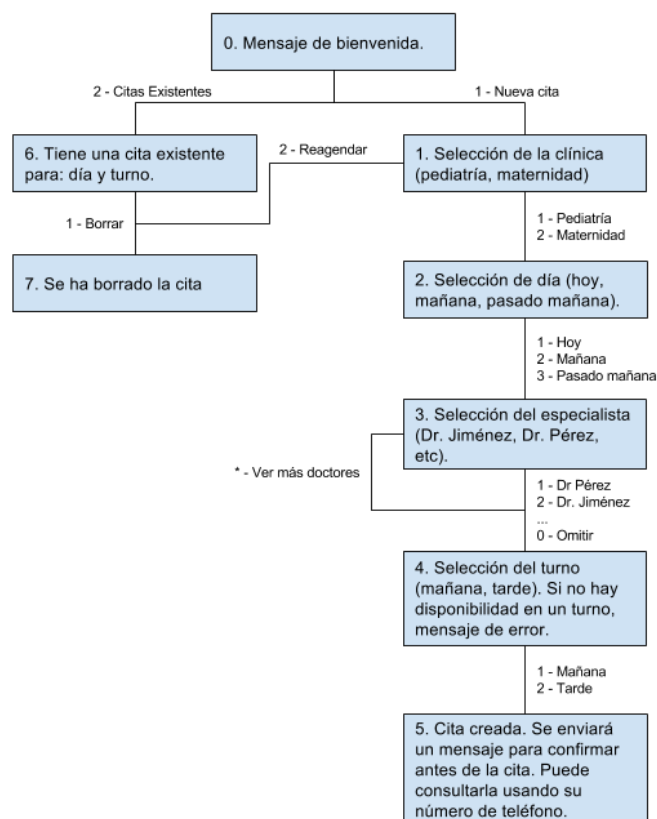 0. Mensaje de bienvenida.
2 - Citas Existentes
1 - Nueva cita
6. Tiene una cita existente
para: día y turno.
2 - Reagendar
1. Selección de la clínica
(pediatría, maternidad)
1 - Borrar
1 - Pediatría
2 - Maternidad
7. Se ha borrado la cita
2. Selección de día (hoy,
mañana, pasado mañana).
1 - Hoy
2 - Mañana
3 - Pasado mañana
3. Selección del especialista
(Dr. Jiménez, Dr. Pérez,
etc).
* - Ver más doctores
1 - Dr Pérez
2 - Dr. Jiménez
...
0 - Omitir
4. Selección del turno
(mañana, tarde). Si no hay
disponibilidad en un turno,
mensaje de error.
1 - Mañana
2 - Tarde
5. Cita creada. Se enviará
un mensaje para confirmar
antes de la cita. Puede
consultarla usando su
número de teléfono.